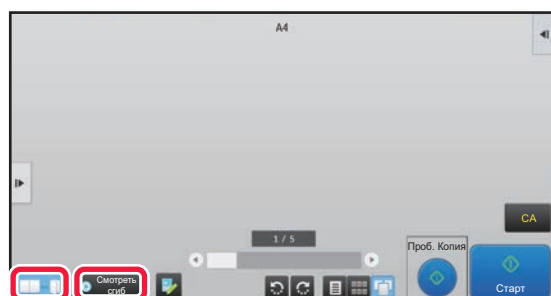 A4
CA
1 / 5
Проб. Копия
Смотреть
сгиб
Старт